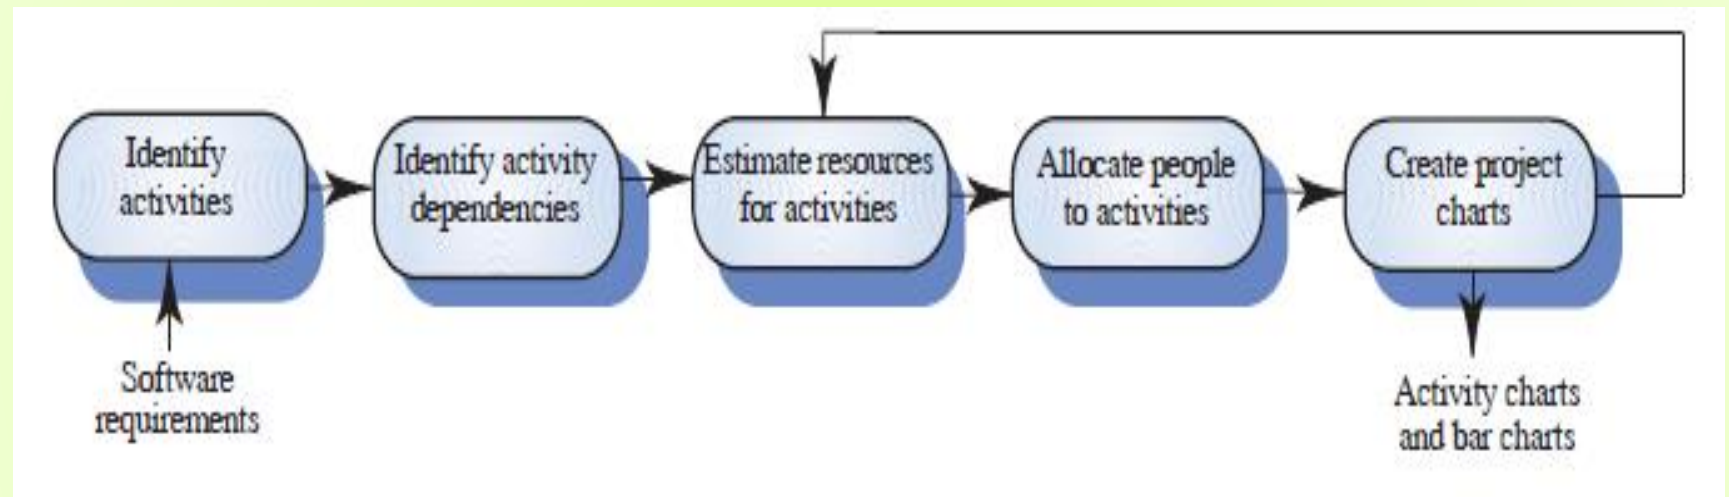 Identify
activities
Identify activity
dependencies
Estimate resources
for activities
Allocate people
to activities
Create project
charts
Software
requirements
Activity charts
and bar charts